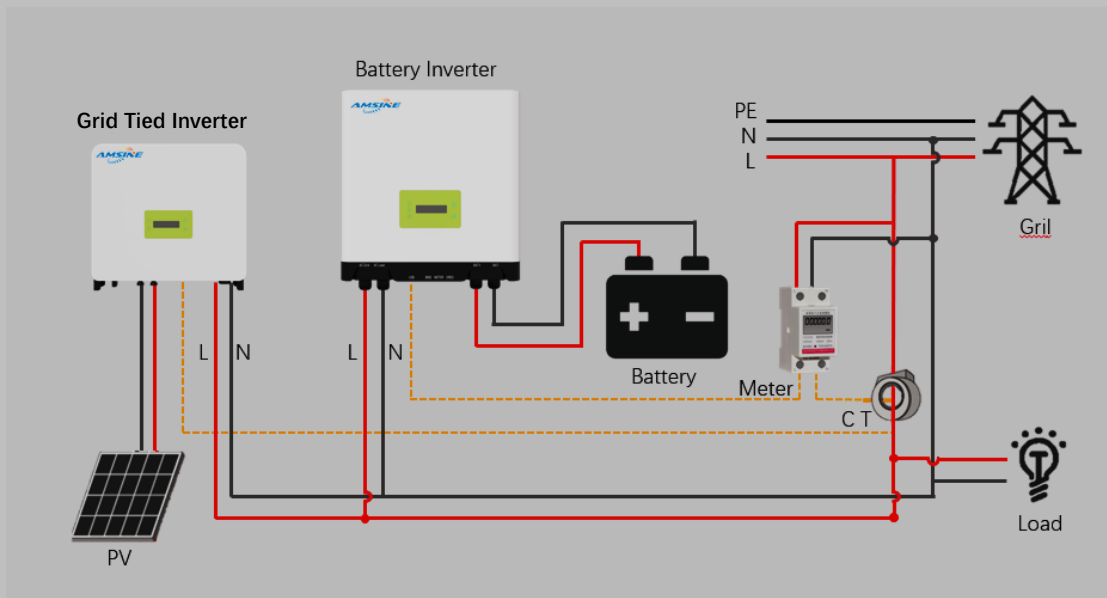 Battery Inverter
Grid Tied Inverter
AMSINE
AMSINE
PE
N
L
Gril
L
N
L
N
Battery
Meter
C T
Load
PV